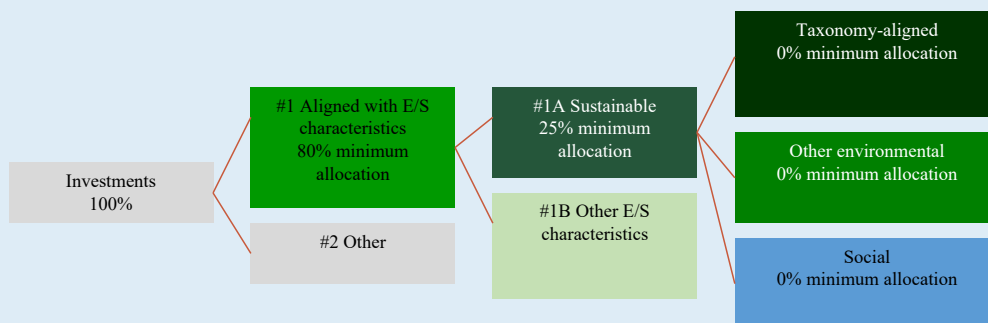 Investments
100%
#1 Aligned with E/S
characteristics
80% minimum
allocation
#2 Other
#1A Sustainable
25% minimum
allocation
#1B Other E/S
characteristics
Taxonomy-aligned
0% minimum allocation
Other environmental
0% minimum allocation
Social
0% minimum allocation